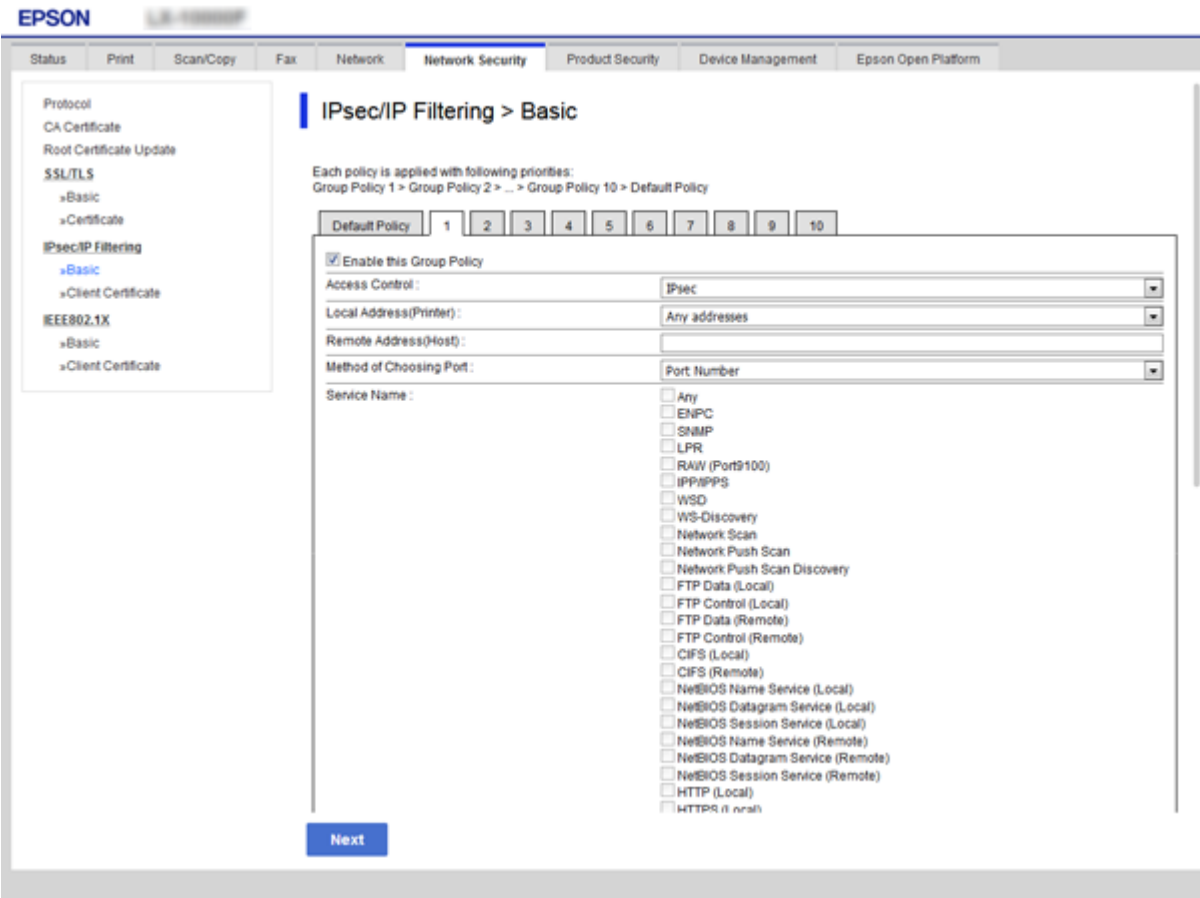 EPSON
Status Print Scan/Copy Fax Network Network Security Product Security Device Management Epson Open Platform
Protocol
CA Certificate
Root Certificate Update
SSL/TLS
»Basic
»Certificate
IPsec/IP Filtering
»Basic
»Client Certificate
IEEE802.1X
»Basic
»Client Certificate
IPsec/IP Filtering > Basic
Each policy is applied with following priorities:
Group Policy 1 > Group Policy 2 > ... > Group Policy 10 > Default Policy
Default Policy 1 2 3 4 5 6 7 8 9 10
Enable this Group Policy
Access Control : IPsec
Local Address(Printer) : Any addresses
Remote Address(Host) :
Method of Choosing Port : Port Number
Service Name : Any
ENPC
SNMP
LPR
RAW (Port9100)
IPP/IPPS
WSD
WS-Discovery
Network Scan
Network Push Scan
Network Push Scan Discovery
FTP Data (Local)
FTP Control (Local)
FTP Data (Remote)
FTP Control (Remote)
CIFS (Local)
CIFS (Remote)
NetBIOS Name Service (Local)
NetBIOS Datagram Service (Local)
NetBIOS Session Service (Local)
NetBIOS Name Service (Remote)
NetBIOS Datagram Service (Remote)
NetBIOS Session Service (Remote)
HTTP (Local)
HTTPS (Local)
Next